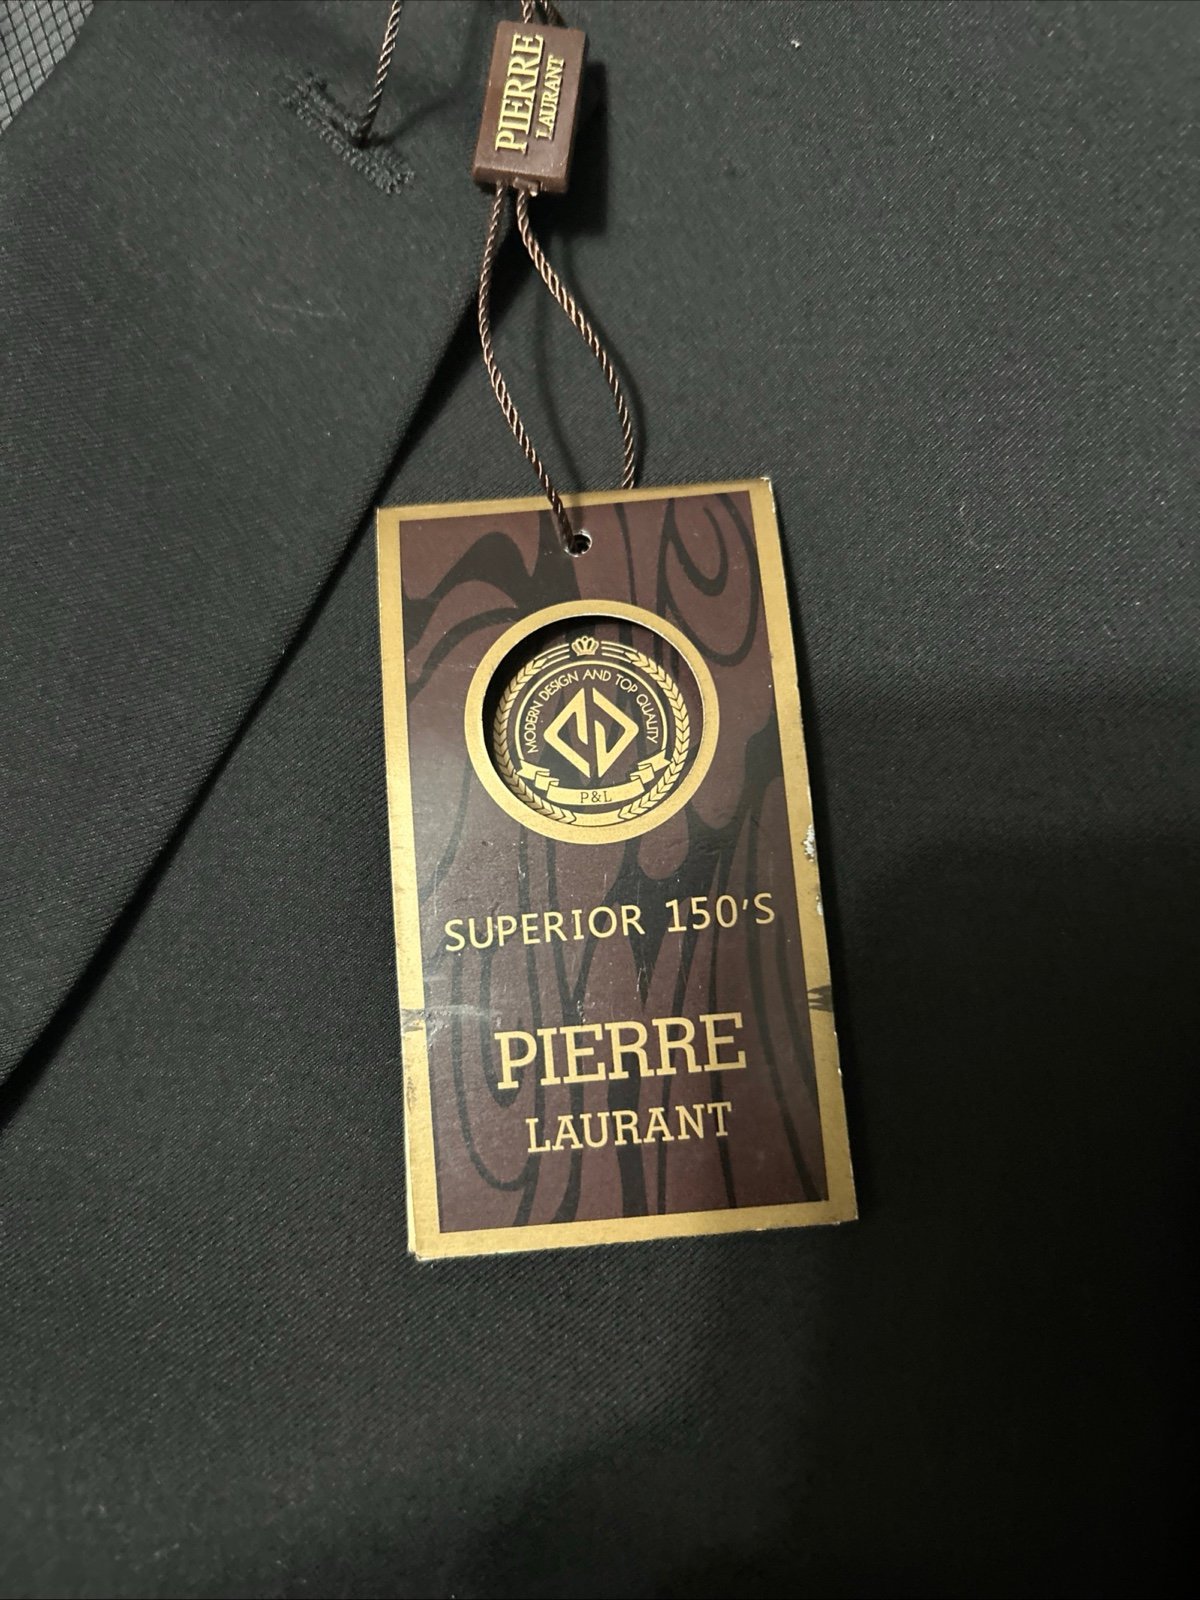 PIERRE
LAURANT
MODERN DESIGN AND TOP QUALITY
P&L
SUPERIOR 150'S
PIERRE
LAURANT